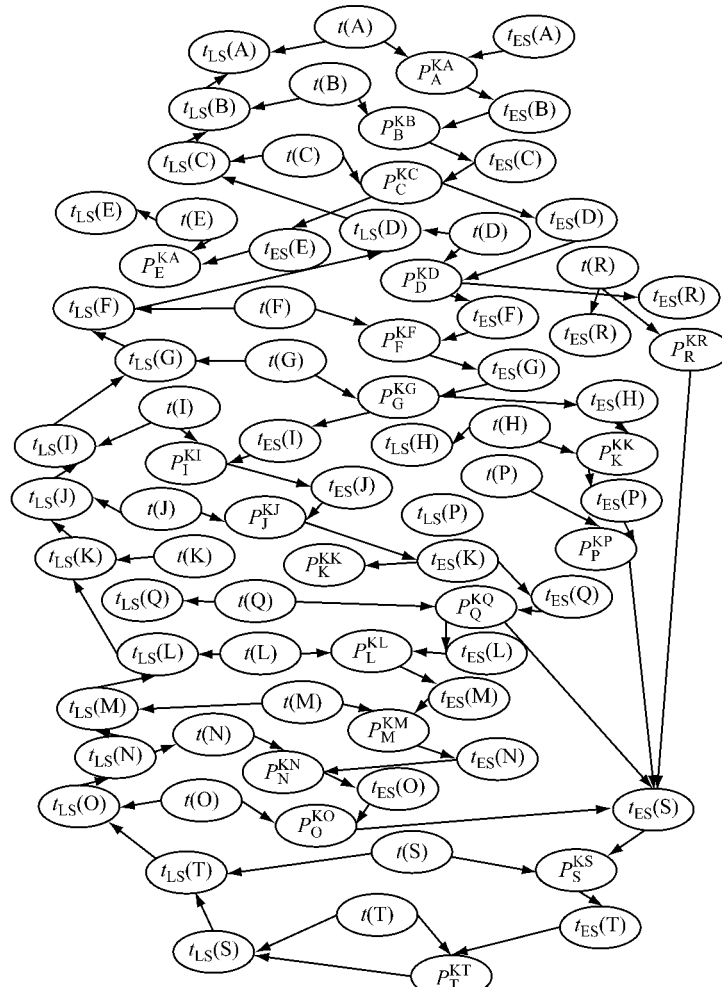 t(A)
t_LS(A)
t_ES(A)
P_A^KA
t(B)
t_LS(B)
t_ES(B)
P_B^KB
t(C)
t_LS(C)
t_ES(C)
P_C^KC
t_LS(E)
t(E)
t_LS(D)
t(D)
t_ES(D)
P_E^KA
t_ES(E)
P_D^KD
t(R)
t_ES(R)
t_LS(F)
t(F)
t_ES(F)
P_F^KF
t_ES(R)
P_R^KR
t_LS(G)
t(G)
t_ES(G)
P_G^KG
t_ES(H)
t(I)
t_LS(I)
t_ES(I)
t_LS(H)
t(H)
P_I^KI
P_K^KK
t(P)
t_LS(J)
t_ES(J)
t_ES(P)
t(J)
P_J^KJ
t_LS(P)
P_P^KP
t_LS(K)
t(K)
P_K^KK
t_ES(K)
t_LS(Q)
t(Q)
P_Q^KQ
t_ES(Q)
t_LS(L)
t(L)
P_L^KL
t_ES(L)
t_LS(M)
t(M)
t_ES(M)
P_M^KM
t_LS(N)
t(N)
P_N^KN
t_ES(N)
t_LS(O)
t(O)
t_ES(O)
P_O^KO
t_ES(S)
t_LS(T)
t(S)
P_S^KS
t(T)
t_ES(T)
t_LS(S)
P_T^KT